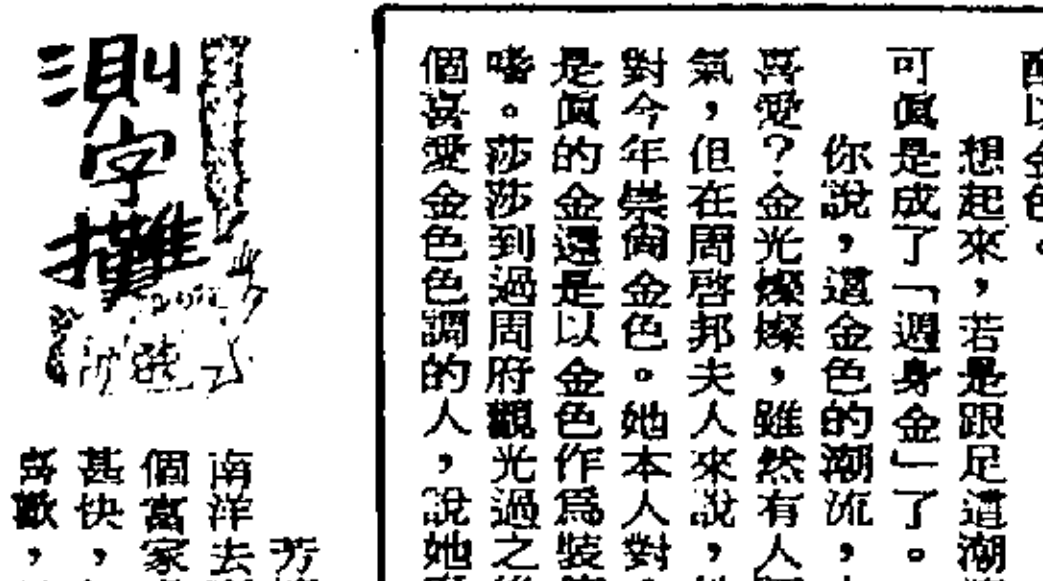 醉以金色。
想起來，若是跟足這潮
可眞是成了「週身金」了。
你說，這金色的潮流，
喜愛？金光燦燦，雖然有人
氣，但在周啓邦夫人來說，
對今年崇尙金色。她本人對
是眞的金還是以金色作爲裝
嗜。莎莎到過周府觀光過之後
個喜愛金色色調的人，說她
測字攤
芳
南洋去
個富家
甚快，
喜歡，